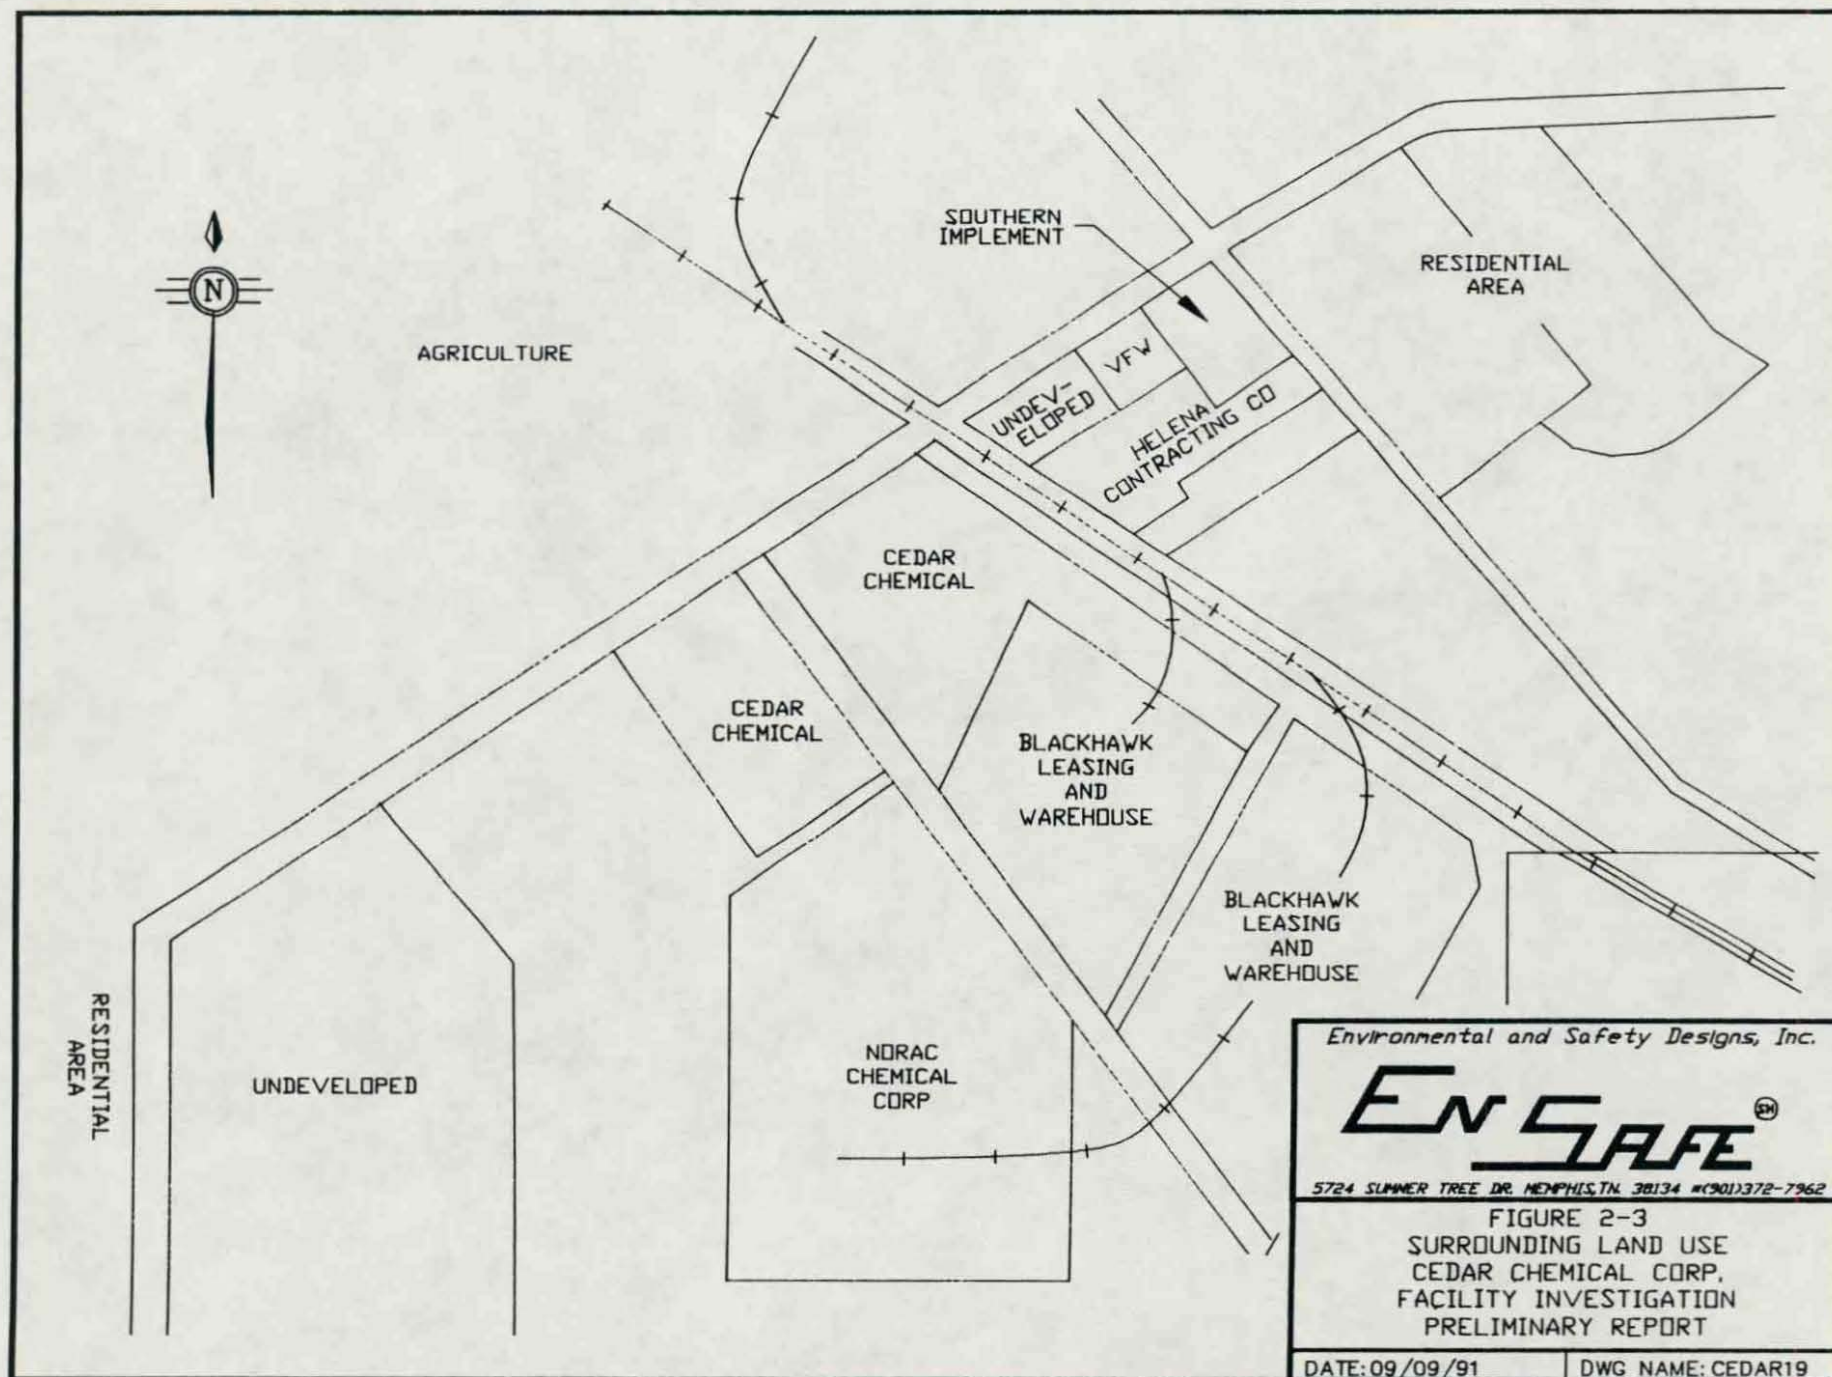 SOUTHERN
IMPLEMENT
RESIDENTIAL
AREA
N
AGRICULTURE
UNDEV-
ELOPED
VFW
HELENA
CONTRACTING CO
CEDAR
CHEMICAL
CEDAR
CHEMICAL
BLACKHAWK
LEASING
AND
WAREHOUSE
BLACKHAWK
LEASING
AND
WAREHOUSE
RESIDENTIAL
AREA
UNDEVELOPED
NORAC
CHEMICAL
CORP
Environmental and Safety Designs, Inc.
EN SAFE SM
5724 SUMMER TREE DR. MEMPHIS,TN. 38134 (901)372-7962
FIGURE 2-3
SURROUNDING LAND USE
CEDAR CHEMICAL CORP.
FACILITY INVESTIGATION
PRELIMINARY REPORT
DATE: 09/09/91
DWG NAME: CEDAR19